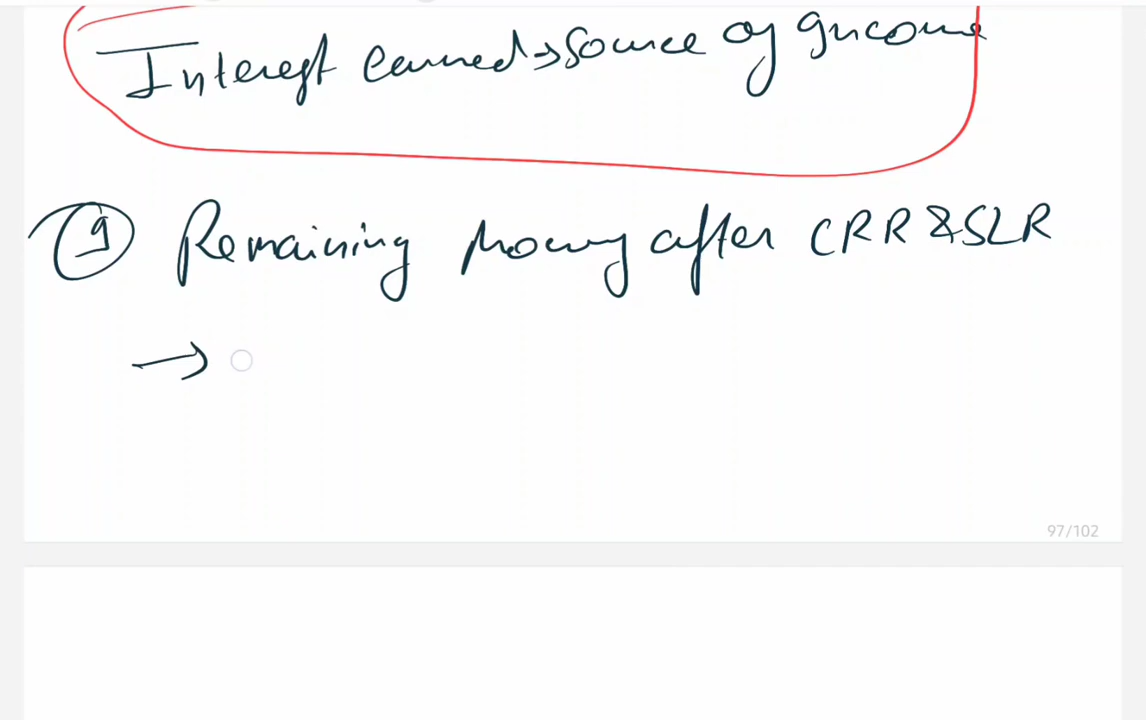 Interest earned → Source of Income
⑨ Remaining Money after CRR & SLR
→
97/102